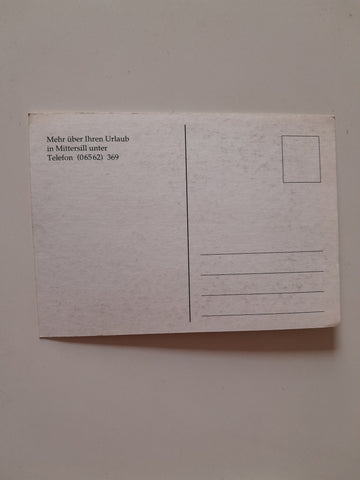 Mehr über Ihren Urlaub
in Mittersill unter
Telefon (06562) 369